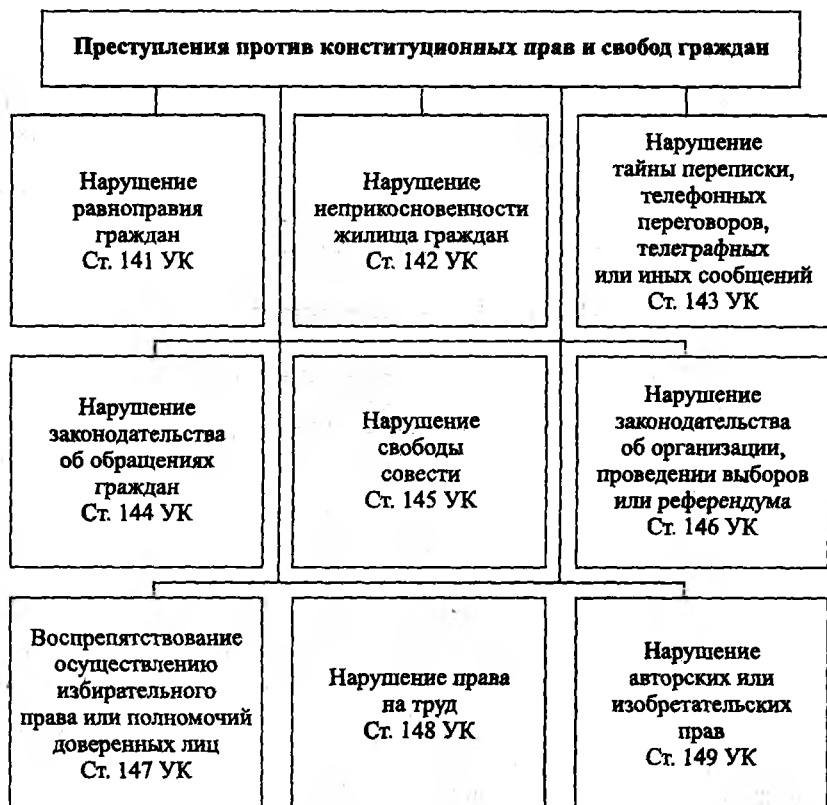 Преступления против конституционных прав и свобод граждан
Нарушение
равноправия
граждан
Ст. 141 УК
Нарушение
неприкосновенности
жилища граждан
Ст. 142 УК
Нарушение
тайны переписки,
телефонных
переговоров,
телеграфных
или иных сообщений
Ст. 143 УК
Нарушение
законодательства
об обращениях
граждан
Ст. 144 УК
Нарушение
свободы
совести
Ст. 145 УК
Нарушение
законодательства
об организации,
проведении выборов
или референдума
Ст. 146 УК
Воспрепятствование
осуществлению
избирательного
права или полномочий
доверенных лиц
Ст. 147 УК
Нарушение права
на труд
Ст. 148 УК
Нарушение
авторских или
изобретательских
прав
Ст. 149 УК